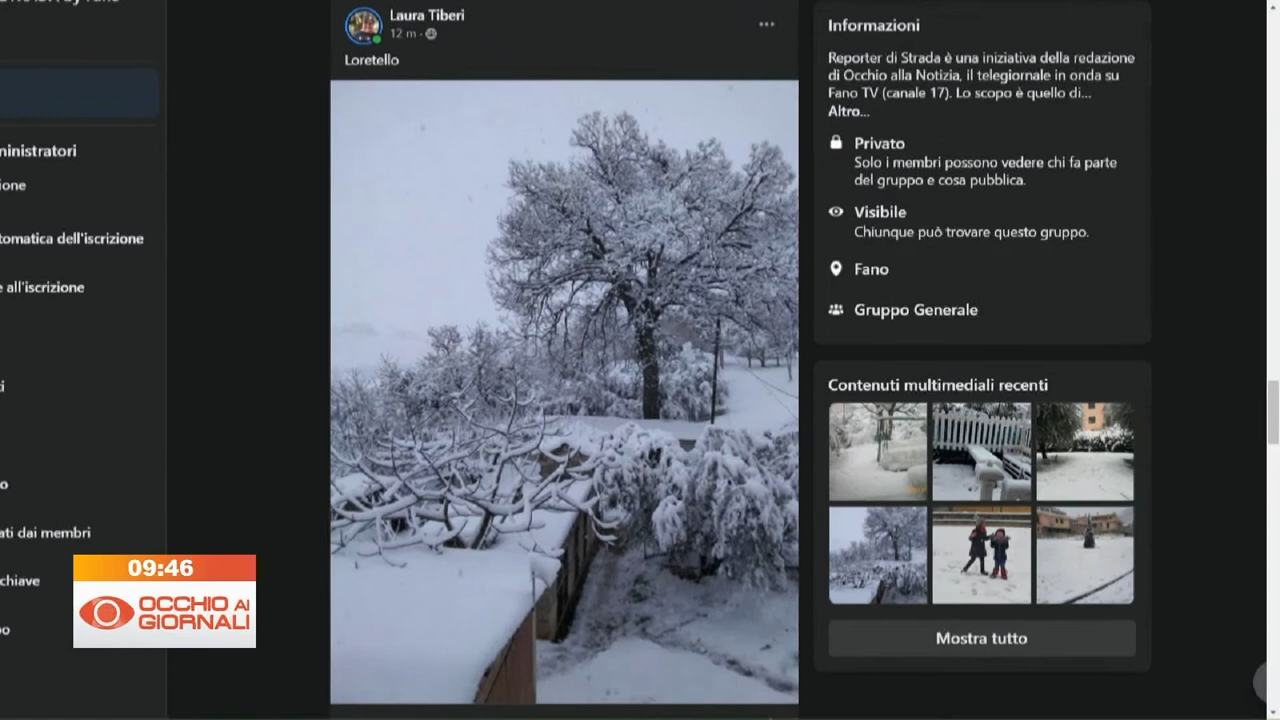 Laura Tiberi
12 m
Loretello
ministratori
ione
tomatica dell'iscrizione
e all'iscrizione
ti
o
ati dai membri
chiave
po
09:46
OCCHIO AI
GIORNALI
Informazioni
Reporter di Strada è una iniziativa della redazione
di Occhio alla Notizia, il telegiornale in onda su
Fano TV (canale 17). Lo scopo è quello di...
Altro...
Privato
Solo i membri possono vedere chi fa parte
del gruppo e cosa pubblica.
Visibile
Chiunque può trovare questo gruppo.
Fano
Gruppo Generale
Contenuti multimediali recenti
Mostra tutto